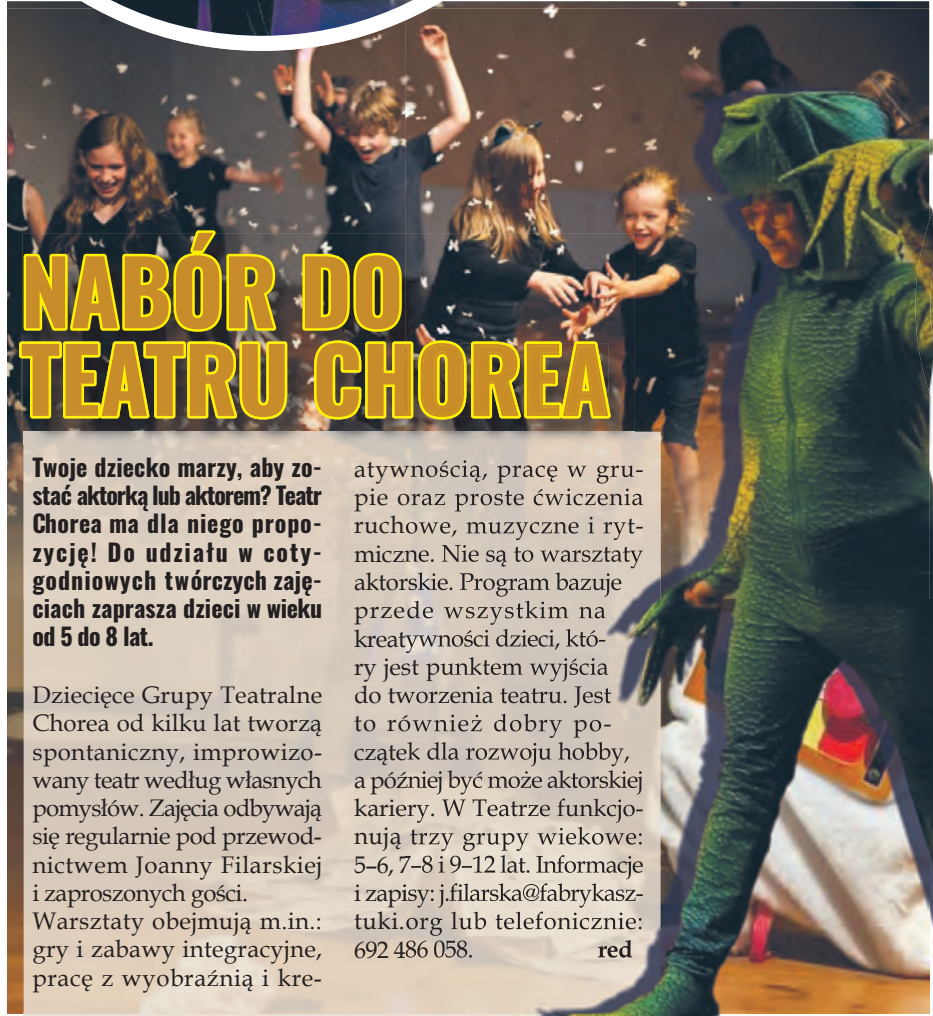 NABÓR DO
TEATRU CHOREA
Twoje dziecko marzy, aby zo-
stać aktorką lub aktorem? Teatr
Chorea ma dla niego propo-
zycję! Do udziału w coty-
godniowych twórczych zaję-
ciach zaprasza dzieci w wieku
od 5 do 8 lat.
Dziecięce Grupy Teatralne
Chorea od kilku lat tworzą
spontaniczny, improwizo-
wany teatr według własnych
pomysłów. Zajęcia odbywają
się regularnie pod przewod-
nictwem Joanny Filarskiej
i zaproszonych gości.
Warsztaty obejmują m.in.:
gry i zabawy integracyjne,
pracę z wyobraźnią i kre-
atywnością, pracę w gru-
pie oraz proste ćwiczenia
ruchowe, muzyczne i ryt-
miczne. Nie są to warsztaty
aktorskie. Program bazuje
przede wszystkim na
kreatywności dzieci, któ-
ry jest punktem wyjścia
do tworzenia teatru. Jest
to również dobry po-
czątek dla rozwoju hobby,
a później być może aktorskiej
kariery. W Teatrze funkcjo-
nują trzy grupy wiekowe:
5–6, 7–8 i 9–12 lat. Informacje
i zapisy: j.filarska@fabrykasz-
tuki.org lub telefonicznie:
692 486 058. red